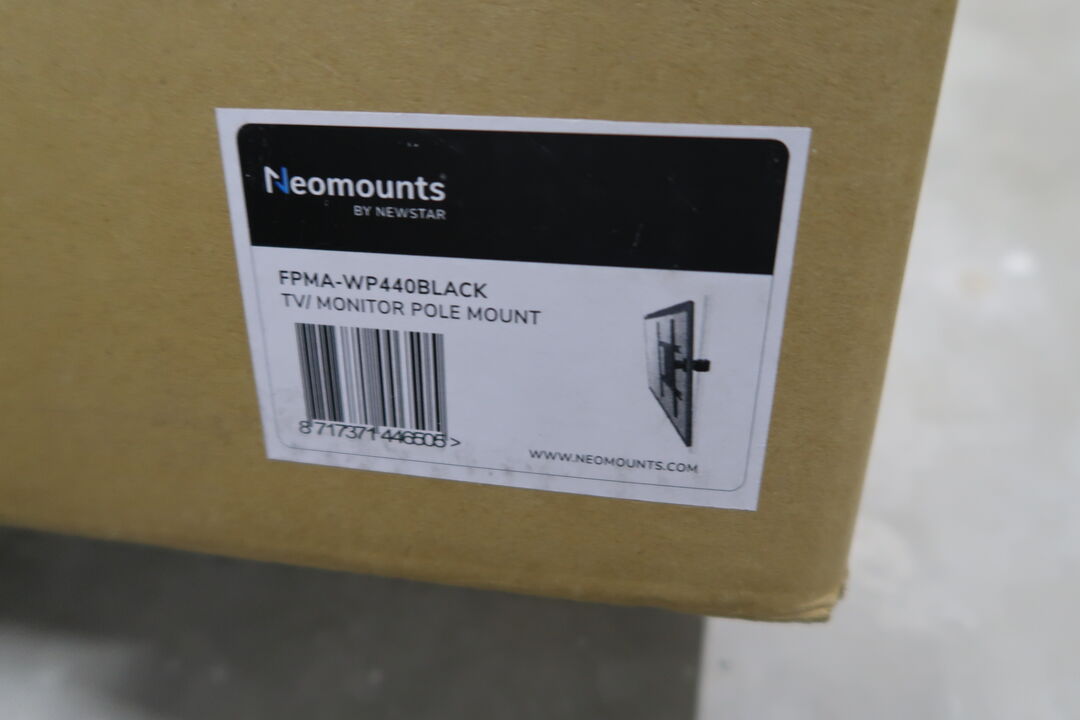 Neomounts
BY NEWSTAR
FPMA-WP440BLACK
TV/ MONITOR POLE MOUNT
8 717371 446505 >
WWW.NEOMOUNTS.COM